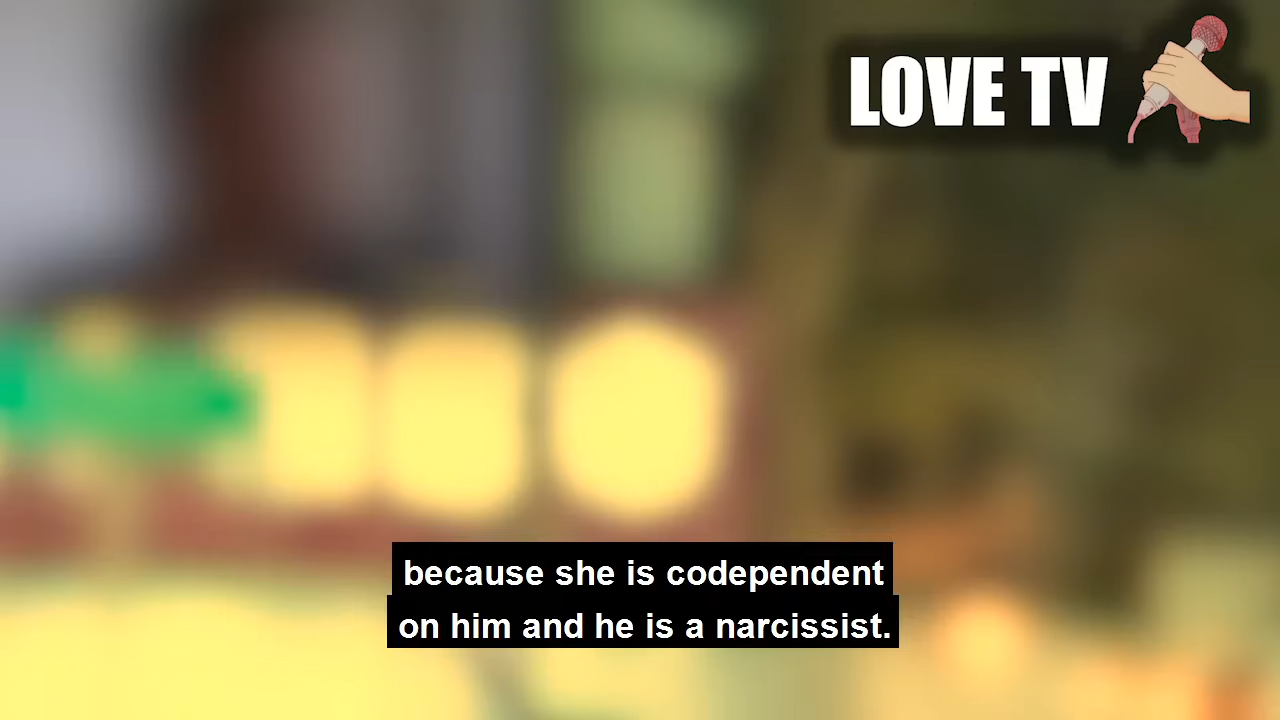 LOVE TV
because she is codependent
on him and he is a narcissist.